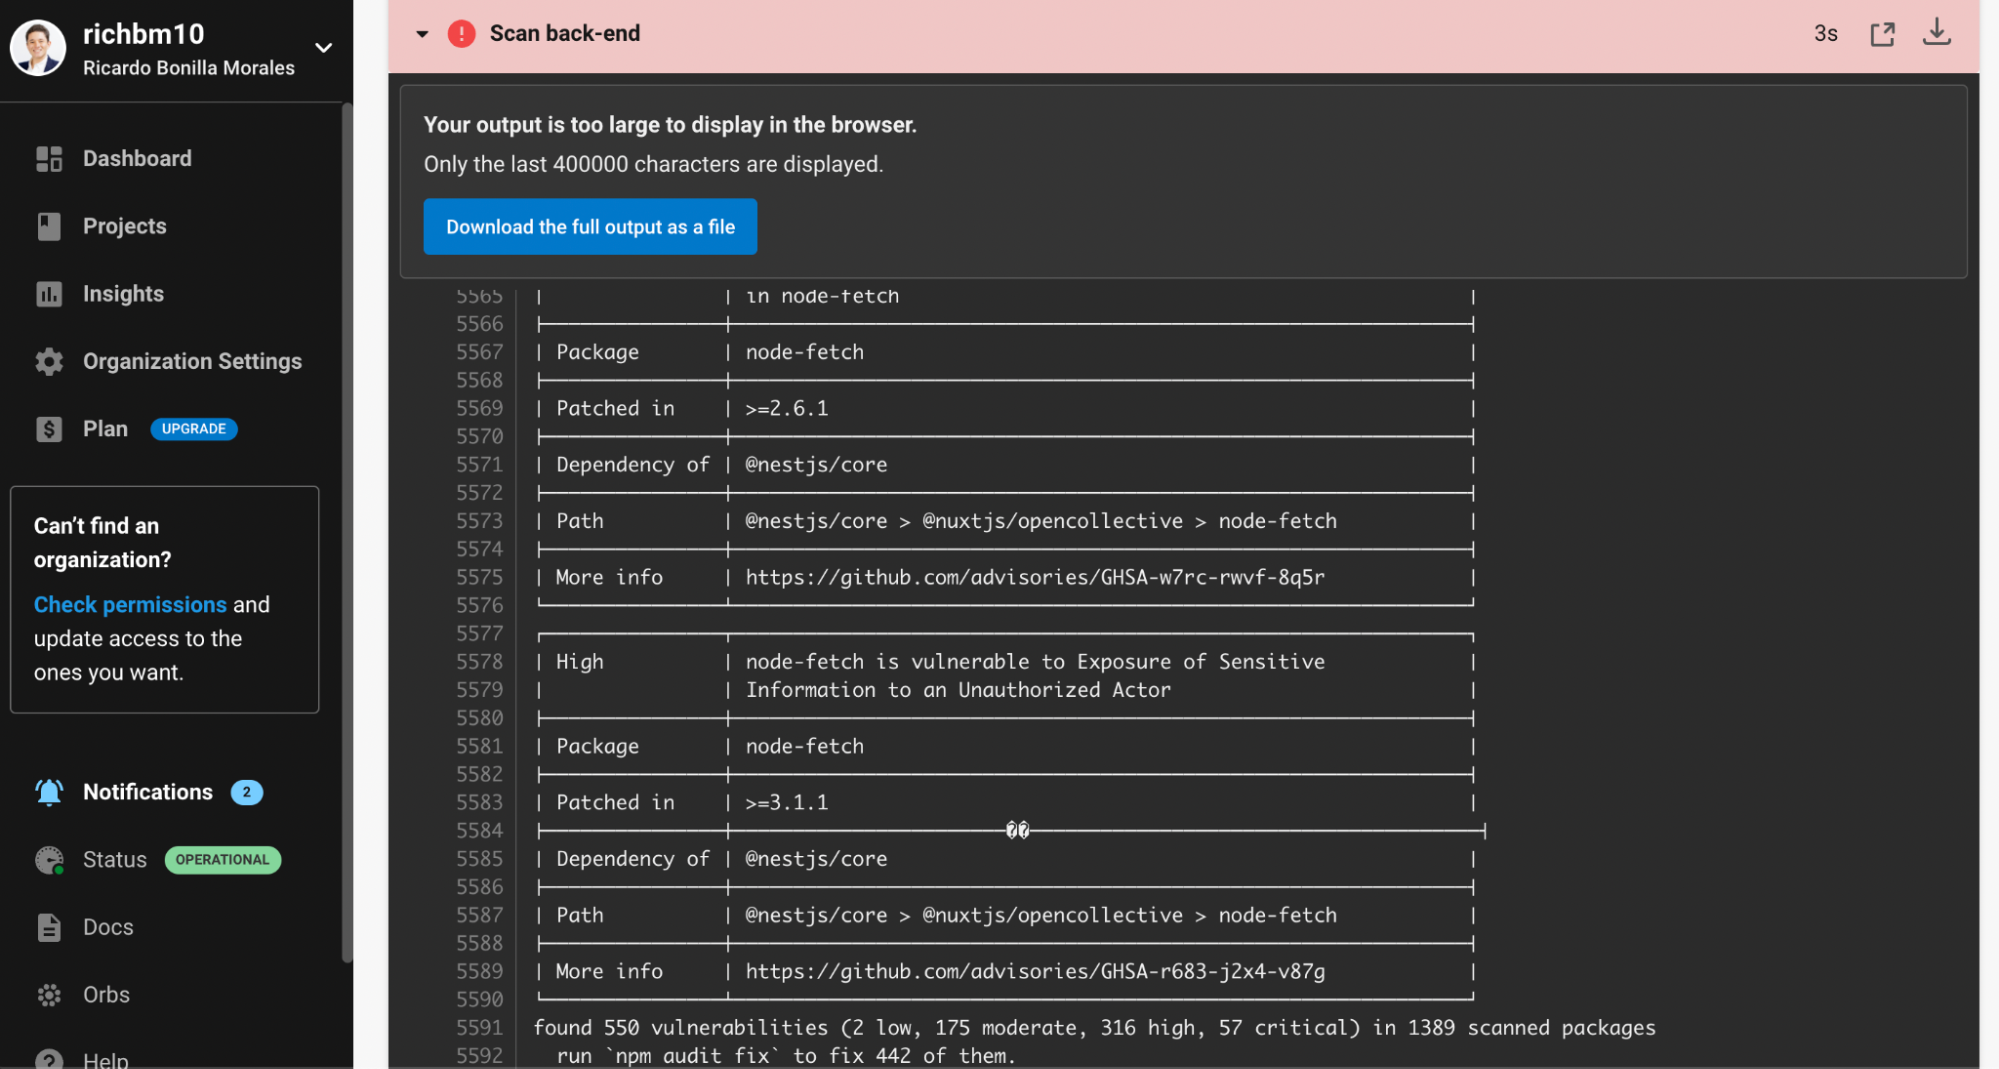 richbm10
Ricardo Bonilla Morales
Dashboard
Projects
Insights
Organization Settings
Plan UPGRADE
Can’t find an
organization?
Check permissions and
update access to the
ones you want.
Notifications 2
Status OPERATIONAL
Docs
Orbs
Help
Scan back-end 3s
Your output is too large to display in the browser.
Only the last 400000 characters are displayed.
Download the full output as a file
5565 | | in node-fetch |
5566
5567 | Package | node-fetch |
5568
5569 | Patched in | >=2.6.1 |
5570
5571 | Dependency of | @nestjs/core |
5572
5573 | Path | @nestjs/core > @nuxtjs/opencollective > node-fetch |
5574
5575 | More info | https://github.com/advisories/GHSA-w7rc-rwvf-8q5r |
5576
5577
5578 | High | node-fetch is vulnerable to Exposure of Sensitive |
5579 | | Information to an Unauthorized Actor |
5580
5581 | Package | node-fetch |
5582
5583 | Patched in | >=3.1.1 |
5584 ��
5585 | Dependency of | @nestjs/core |
5586
5587 | Path | @nestjs/core > @nuxtjs/opencollective > node-fetch |
5588
5589 | More info | https://github.com/advisories/GHSA-r683-j2x4-v87g |
5590
5591 found 550 vulnerabilities (2 low, 175 moderate, 316 high, 57 critical) in 1389 scanned packages
5592 run `npm audit fix` to fix 442 of them.